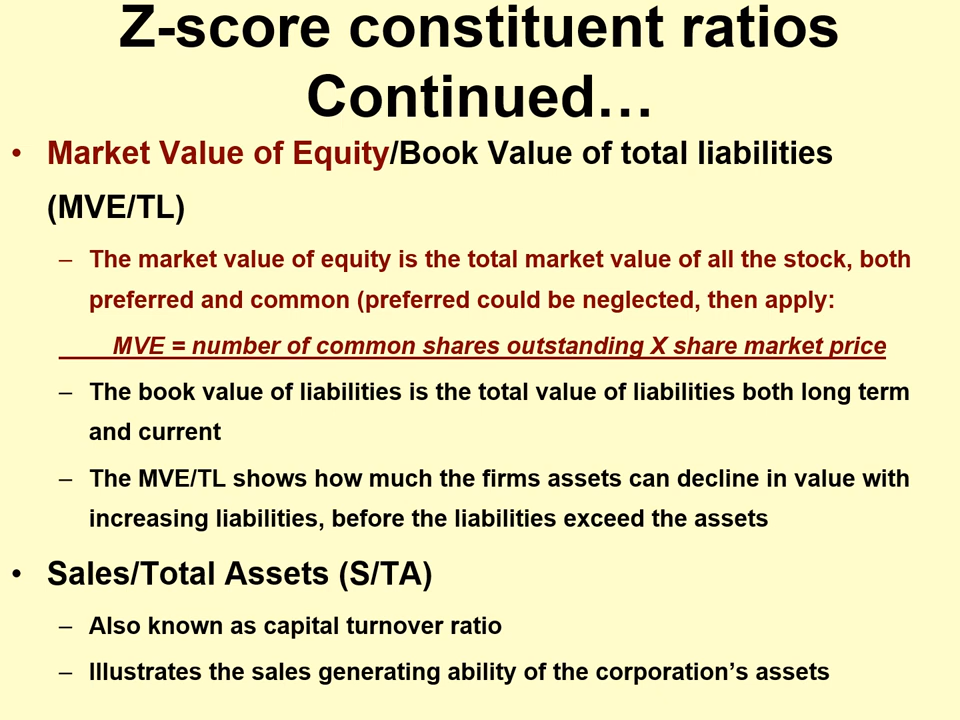 Z-score constituent ratios
Continued…
• Market Value of Equity/Book Value of total liabilities
(MVE/TL)
– The market value of equity is the total market value of all the stock, both
preferred and common (preferred could be neglected, then apply:
MVE = number of common shares outstanding X share market price
– The book value of liabilities is the total value of liabilities both long term
and current
– The MVE/TL shows how much the firms assets can decline in value with
increasing liabilities, before the liabilities exceed the assets
• Sales/Total Assets (S/TA)
– Also known as capital turnover ratio
– Illustrates the sales generating ability of the corporation’s assets